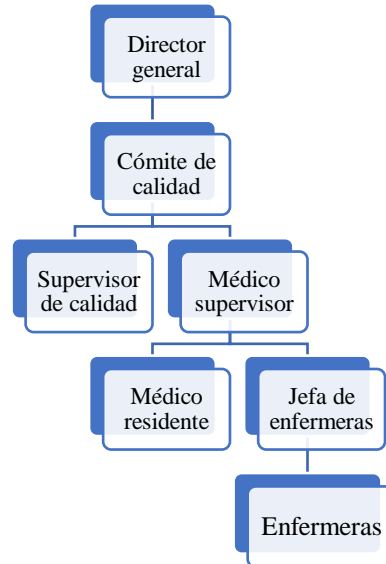 Director
general
Cómite de
calidad
Supervisor
de calidad
Médico
supervisor
Médico
residente
Jefa de
enfermeras
Enfermeras